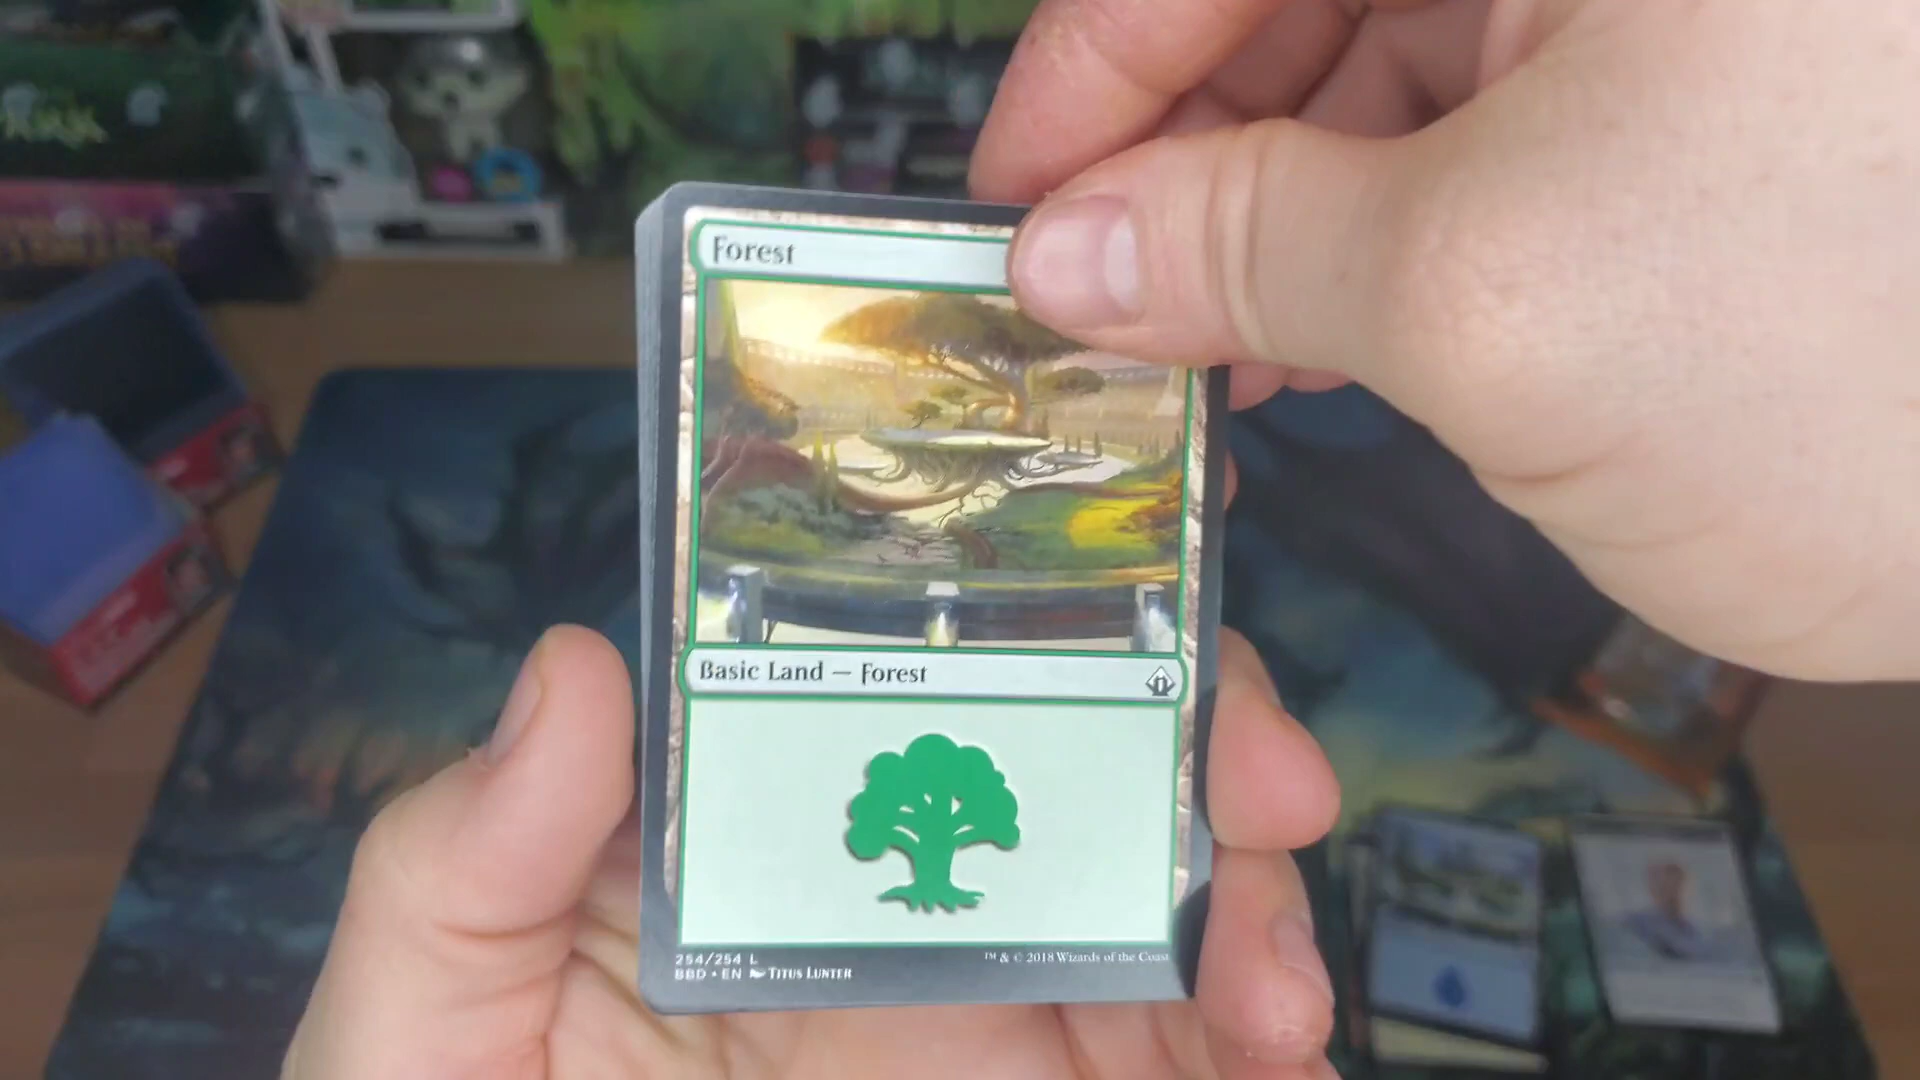 Forest
Basic Land — Forest
254/254 L
BBD • EN Titus Lunter
™ & © 2018 Wizards of the Coast